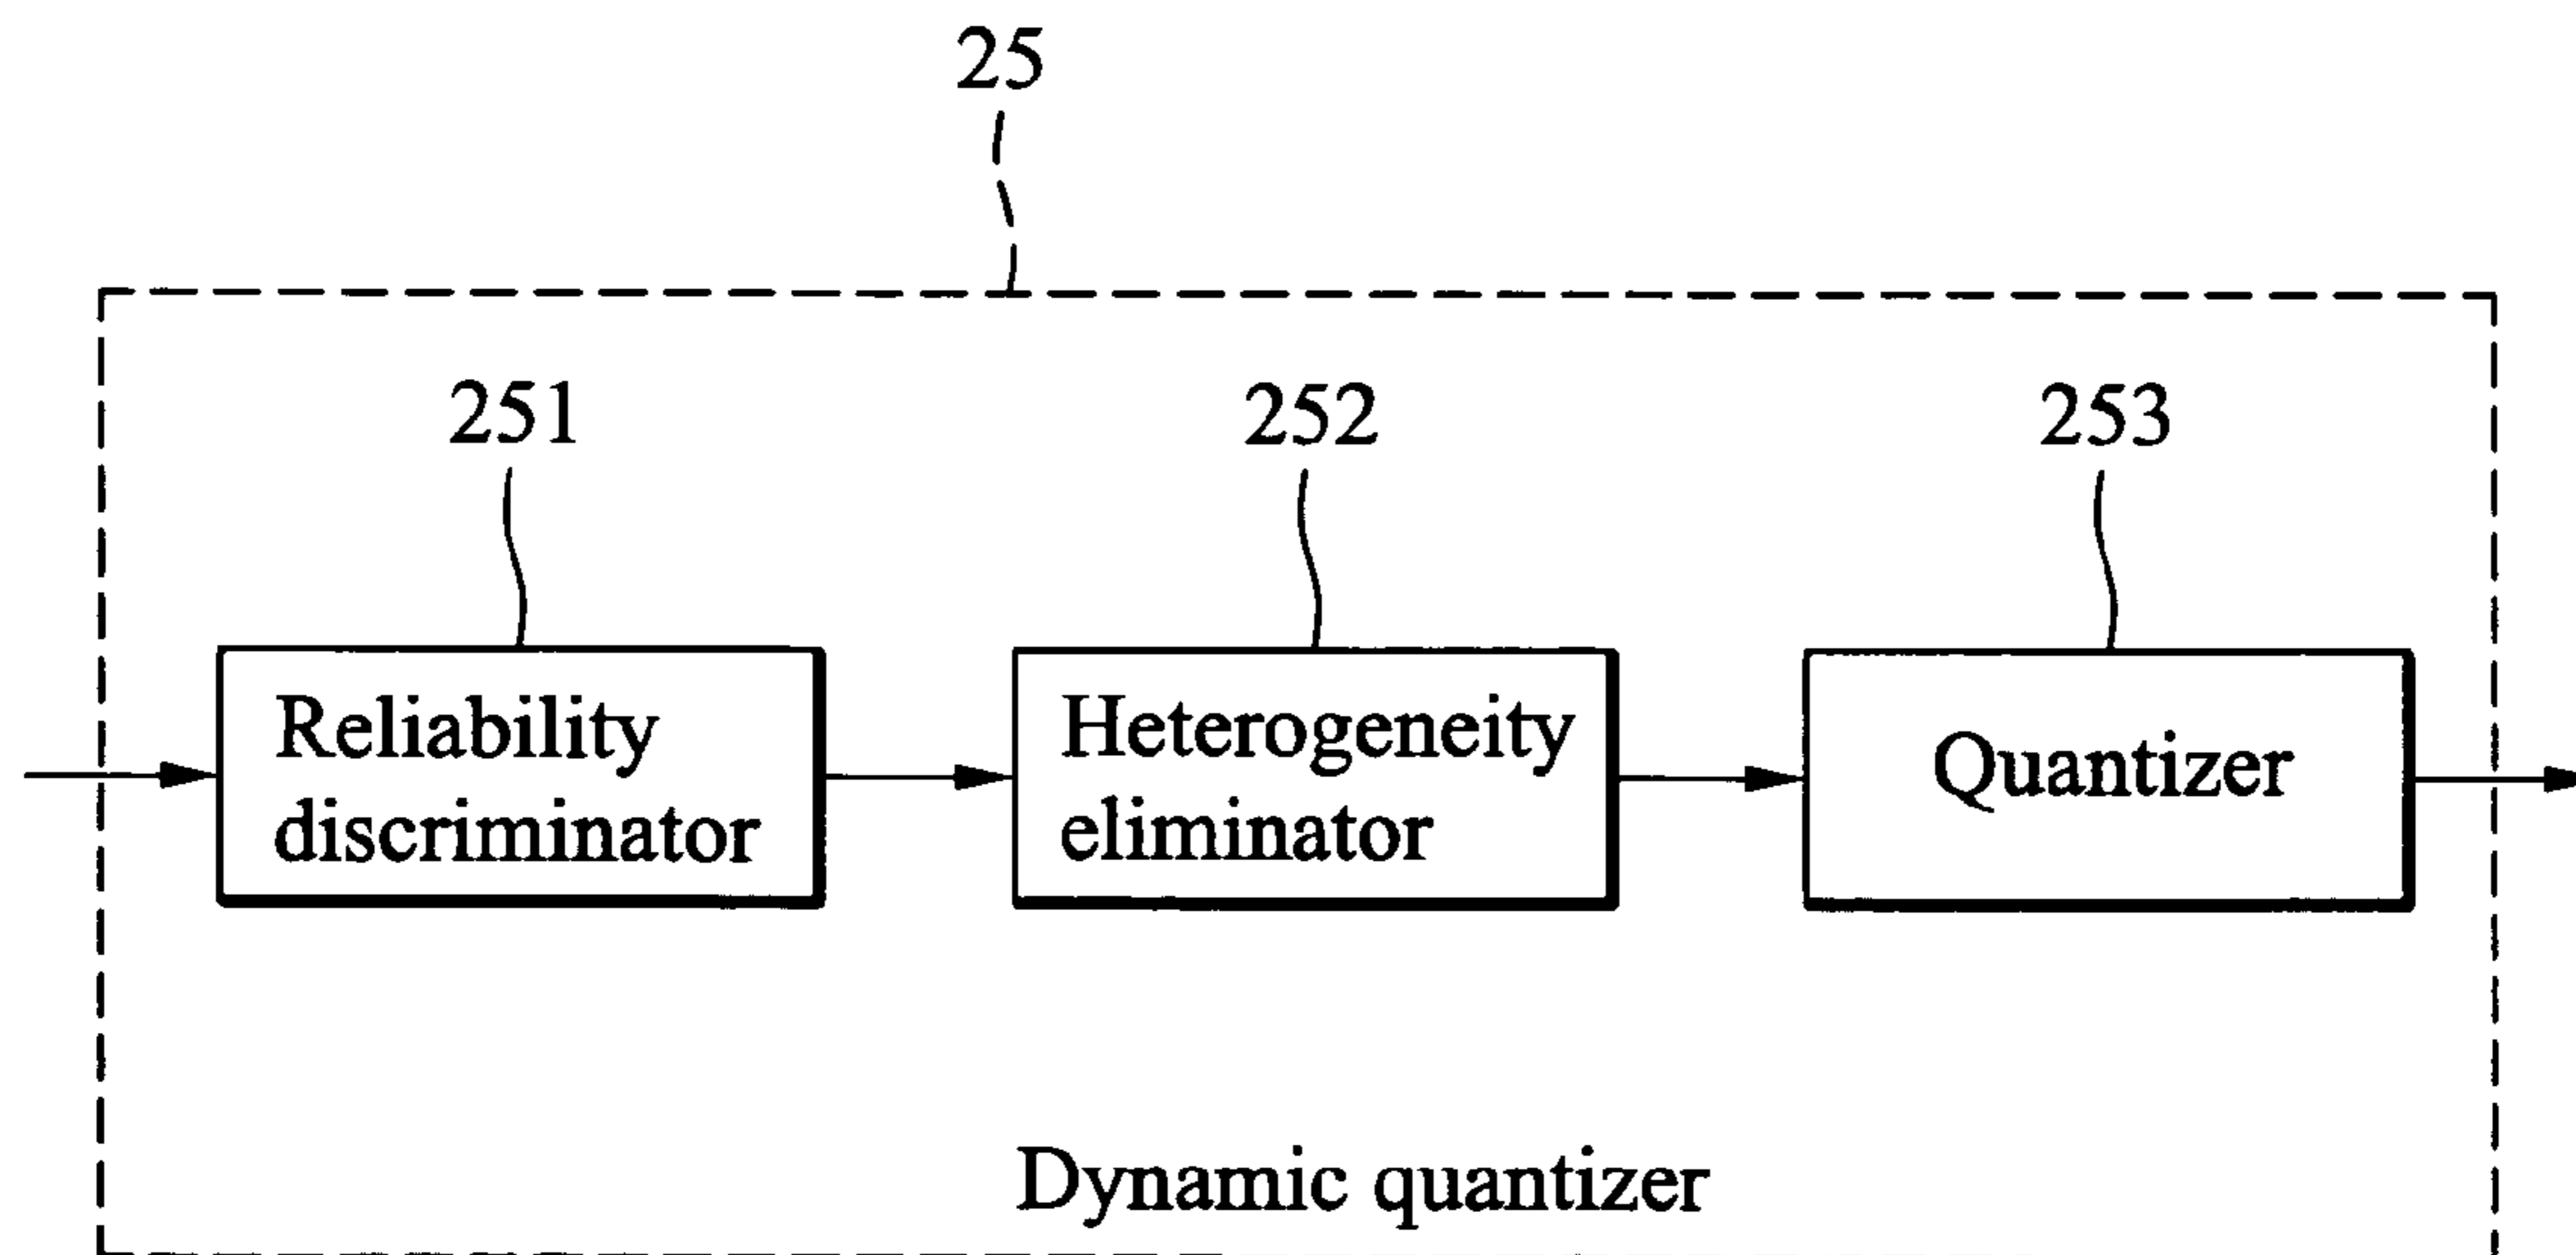 25
251
252
253
Reliability
discriminator
Heterogeneity
eliminator
Quantizer
Dynamic quantizer